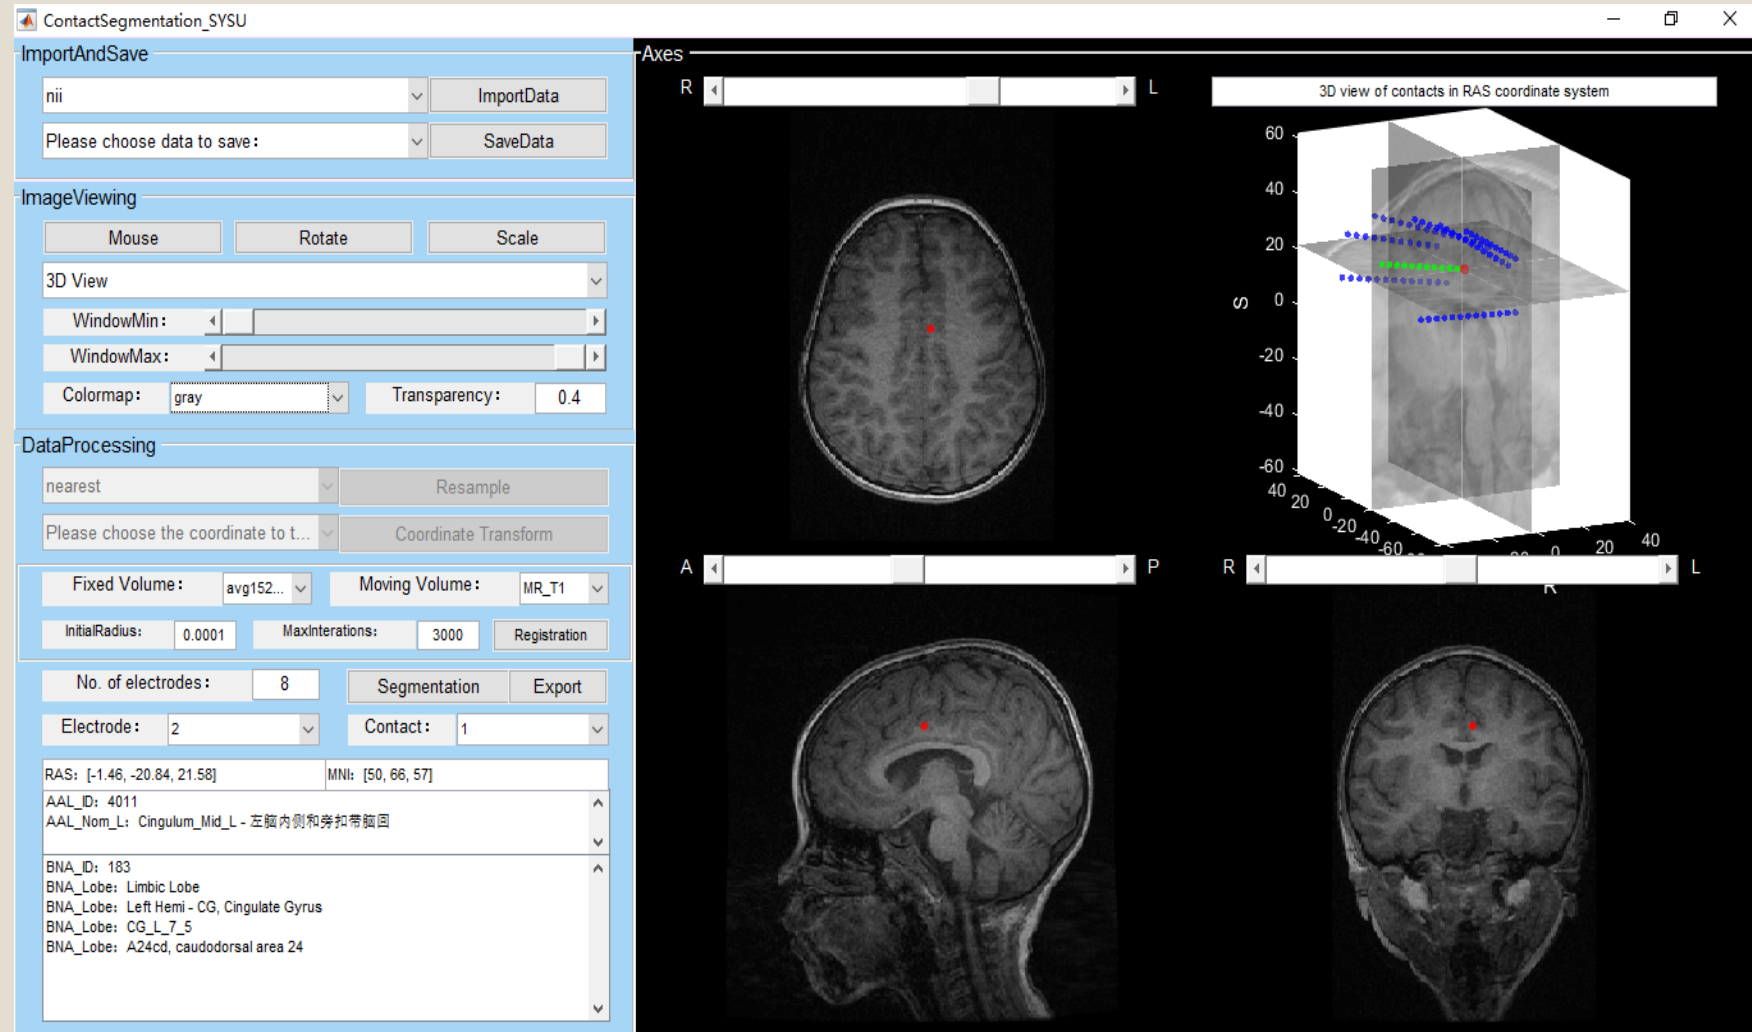 ContactSegmentation_SYSU
ImportAndSave
nii
ImportData
Please choose data to save:
SaveData
ImageViewing
Mouse
Rotate
Scale
3D View
WindowMin:
WindowMax:
Colormap:
gray
Transparency:
0.4
DataProcessing
nearest
Resample
Please choose the coordinate to t...
Coordinate Transform
Fixed Volume:
avg152...
Moving Volume:
MR_T1
InitialRadius:
0.0001
MaxInterations:
3000
Registration
No. of electrodes:
8
Segmentation
Export
Electrode:
2
Contact:
1
RAS: [-1.46, -20.84, 21.58]
MNI: [50, 66, 57]
AAL_ID: 4011
AAL_Nom_L: Cingulum_Mid_L - 左脑内侧和旁扣带脑回
BNA_ID: 183
BNA_Lobe: Limbic Lobe
BNA_Lobe: Left Hemi - CG, Cingulate Gyrus
BNA_Lobe: CG_L_7_5
BNA_Lobe: A24cd, caudodorsal area 24
Axes
R
L
3D view of contacts in RAS coordinate system
60
40
20
S
0
-20
-40
-60
40
20
0
-20
-40
-60
0
20
40
R
A
P
R
L